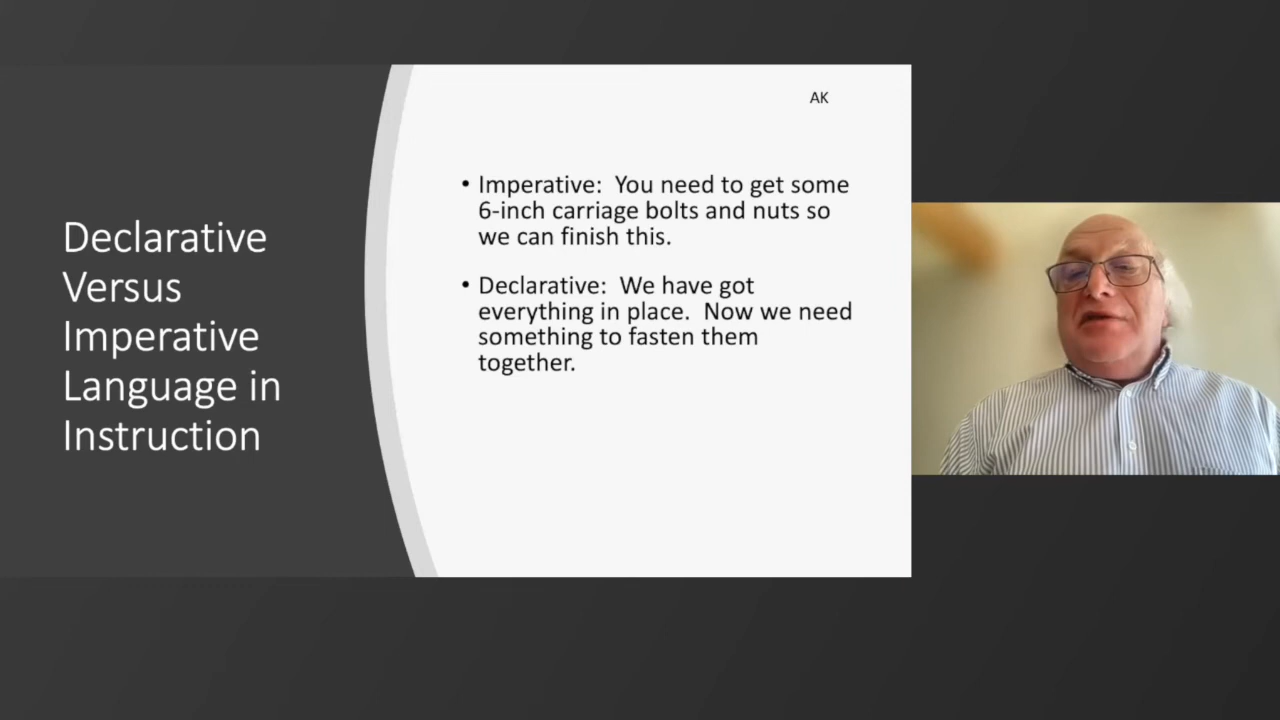 AK
Declarative
Versus
Imperative
Language in
Instruction
• Imperative:  You need to get some
6-inch carriage bolts and nuts so
we can finish this.
• Declarative:  We have got
everything in place.  Now we need
something to fasten them
together.